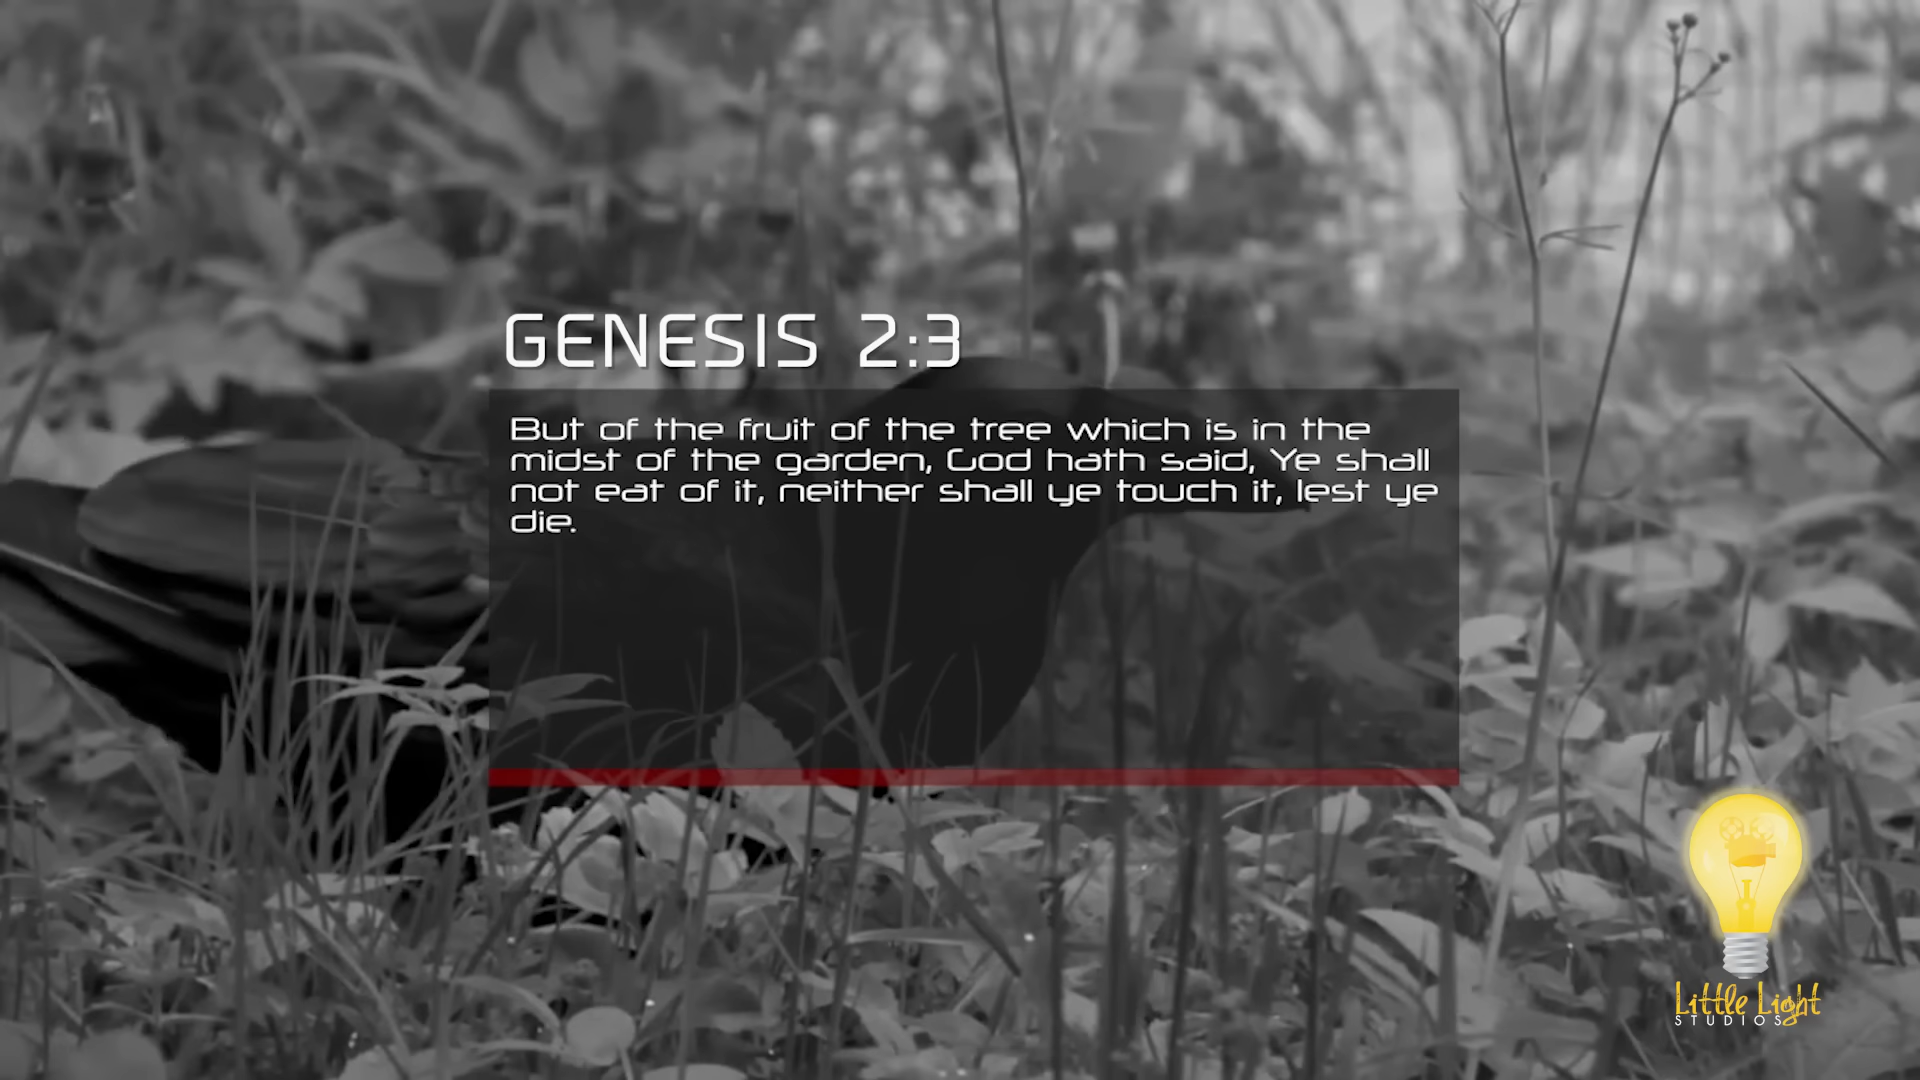 GENESIS 2:3
But of the fruit of the tree which is in the
midst of the garden, God hath said, Ye shall
not eat of it, neither shall ye touch it, lest ye
die.
Little Light
STUDIOS